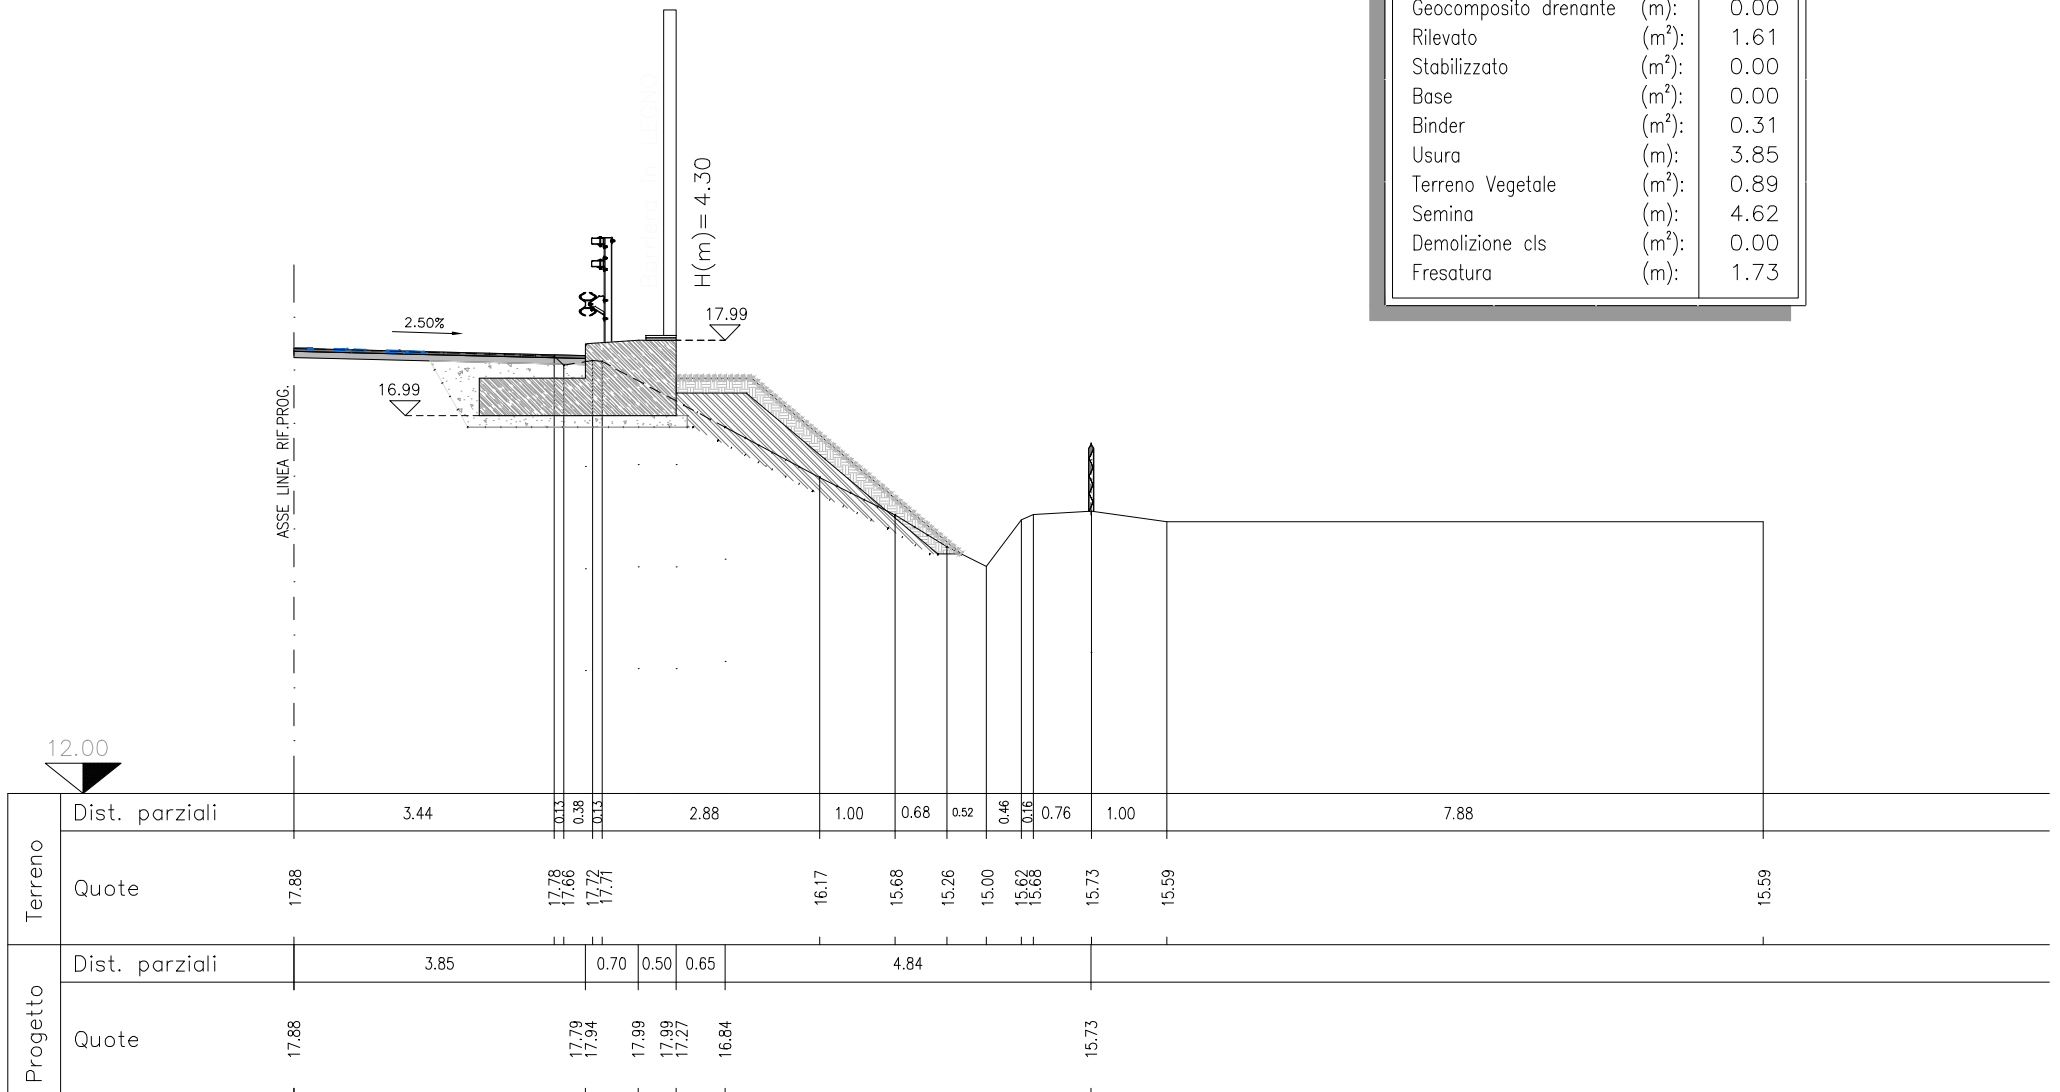 Geocomposito drenante (m): 0.00
Rilevato (m²): 1.61
Stabilizzato (m²): 0.00
Base (m²): 0.00
Binder (m²): 0.31
Usura (m): 3.85
Terreno Vegetale (m²): 0.89
Semina (m): 4.62
Demolizione cls (m²): 0.00
Fresatura (m): 1.73
H(m)= 4.30
17.99
2.50%
16.99
ASSE LINEA RIF.PROG.
12.00
Terreno
Dist. parziali 3.44 0.13 0.38 0.13 2.88 1.00 0.68 0.52 0.46 0.16 0.76 1.00 7.88
Quote 17.88 17.78 17.66 17.72 17.71 16.17 15.68 15.26 15.00 15.62 15.68 15.73 15.59 15.59
Progetto
Dist. parziali 3.85 0.70 0.50 0.65 4.84
Quote 17.88 17.79 17.94 17.99 17.99 17.27 16.84 15.73